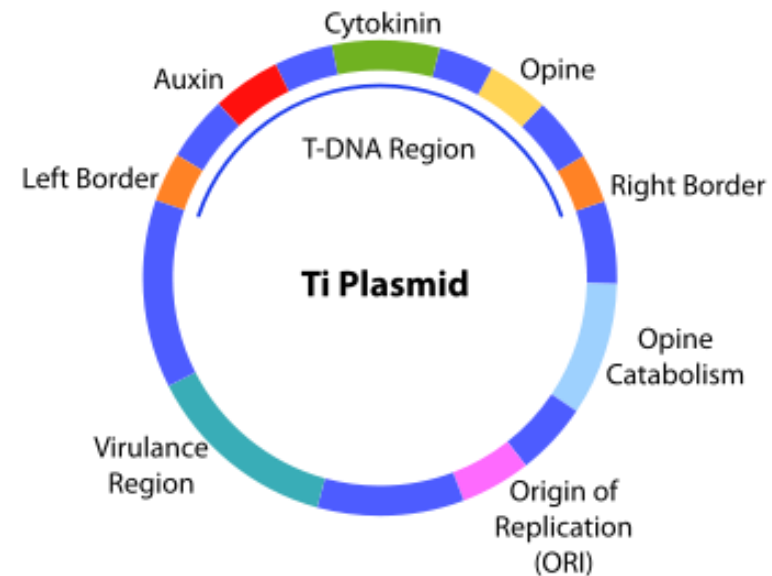 Cytokinin
Auxin
Opine
T-DNA Region
Left Border
Right Border
Ti Plasmid
Opine
Catabolism
Virulance
Region
Origin of
Replication
(ORI)